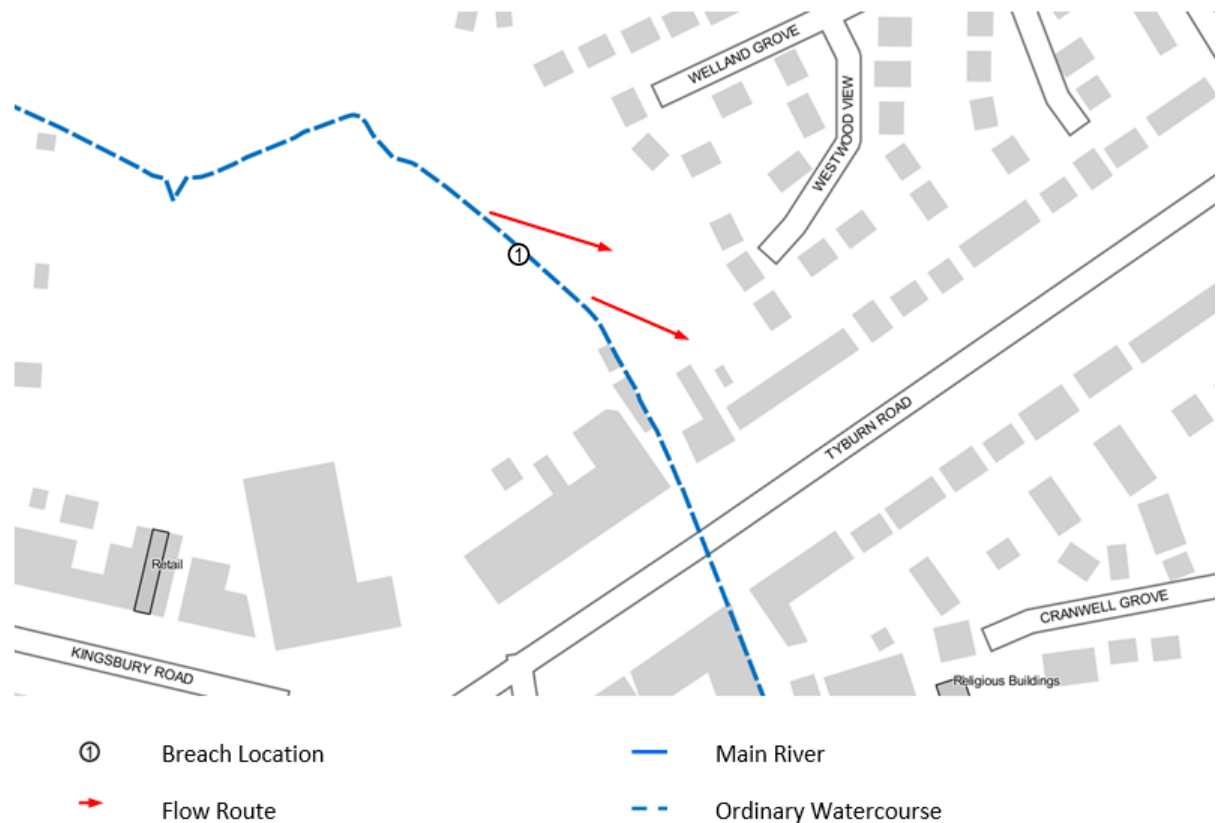 WELLAND GROVE
WESTWOOD VIEW
1
TYBURN ROAD
Retail
CRANWELL GROVE
KINGSBURY ROAD
Religious Buildings
1 Breach Location
Main River
Flow Route
Ordinary Watercourse